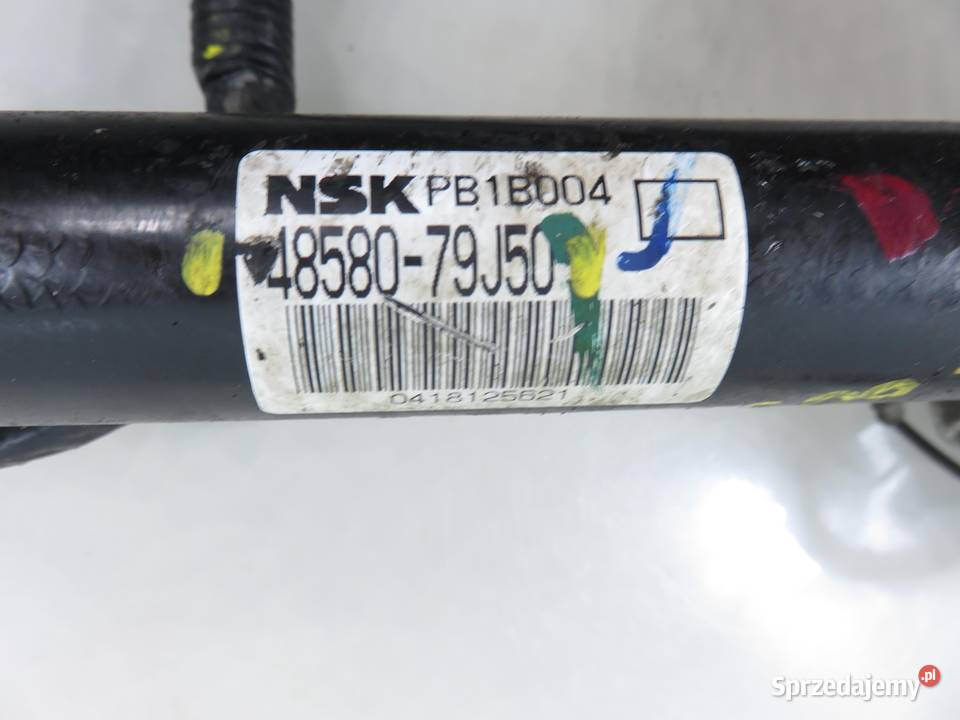 NSK PB1B004
48580-79J50
J
0418125621
Sprzedajemy.pl